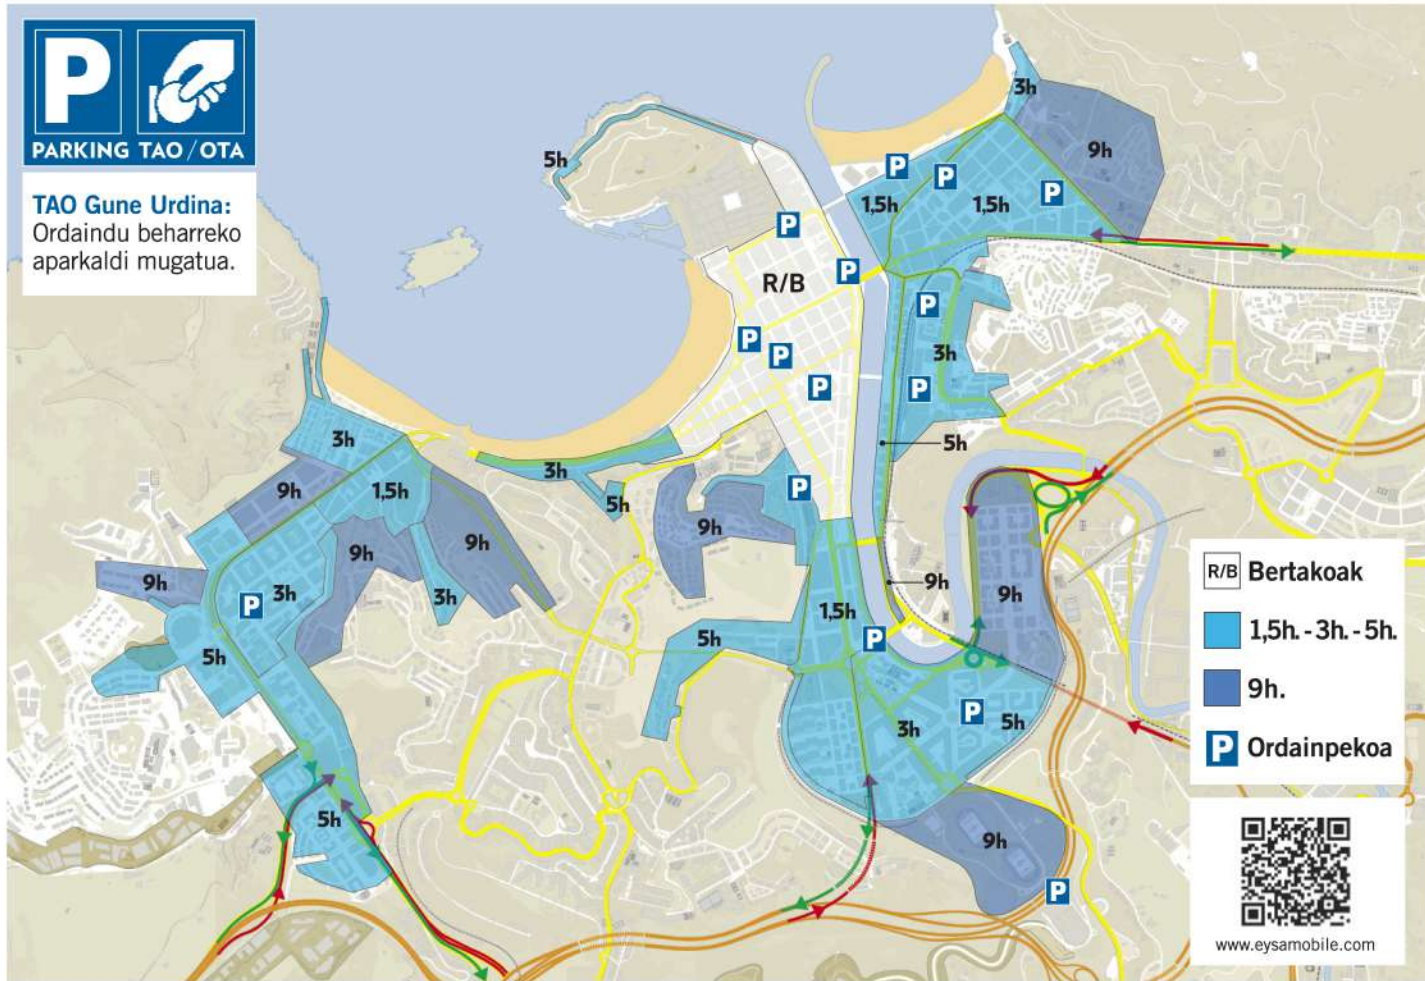 P
PARKING TAO/OTA
TAO Gune Urdina:
Ordaindu beharreko
aparkaldi mugatua.
3h
9h
5h
P
P
P
1,5h
1,5h
P
R/B
P
P
3h
P
P
P
P
5h
3h
9h
1,5h
3h
5h
P
9h
9h
9h
9h
3h
P
3h
9h
9h
1,5h
P
5h
5h
P
3h
5h
5h
9h
P
R/B Bertakoak
1,5h. - 3h. - 5h.
9h.
P Ordainpekoa
www.eysamobile.com